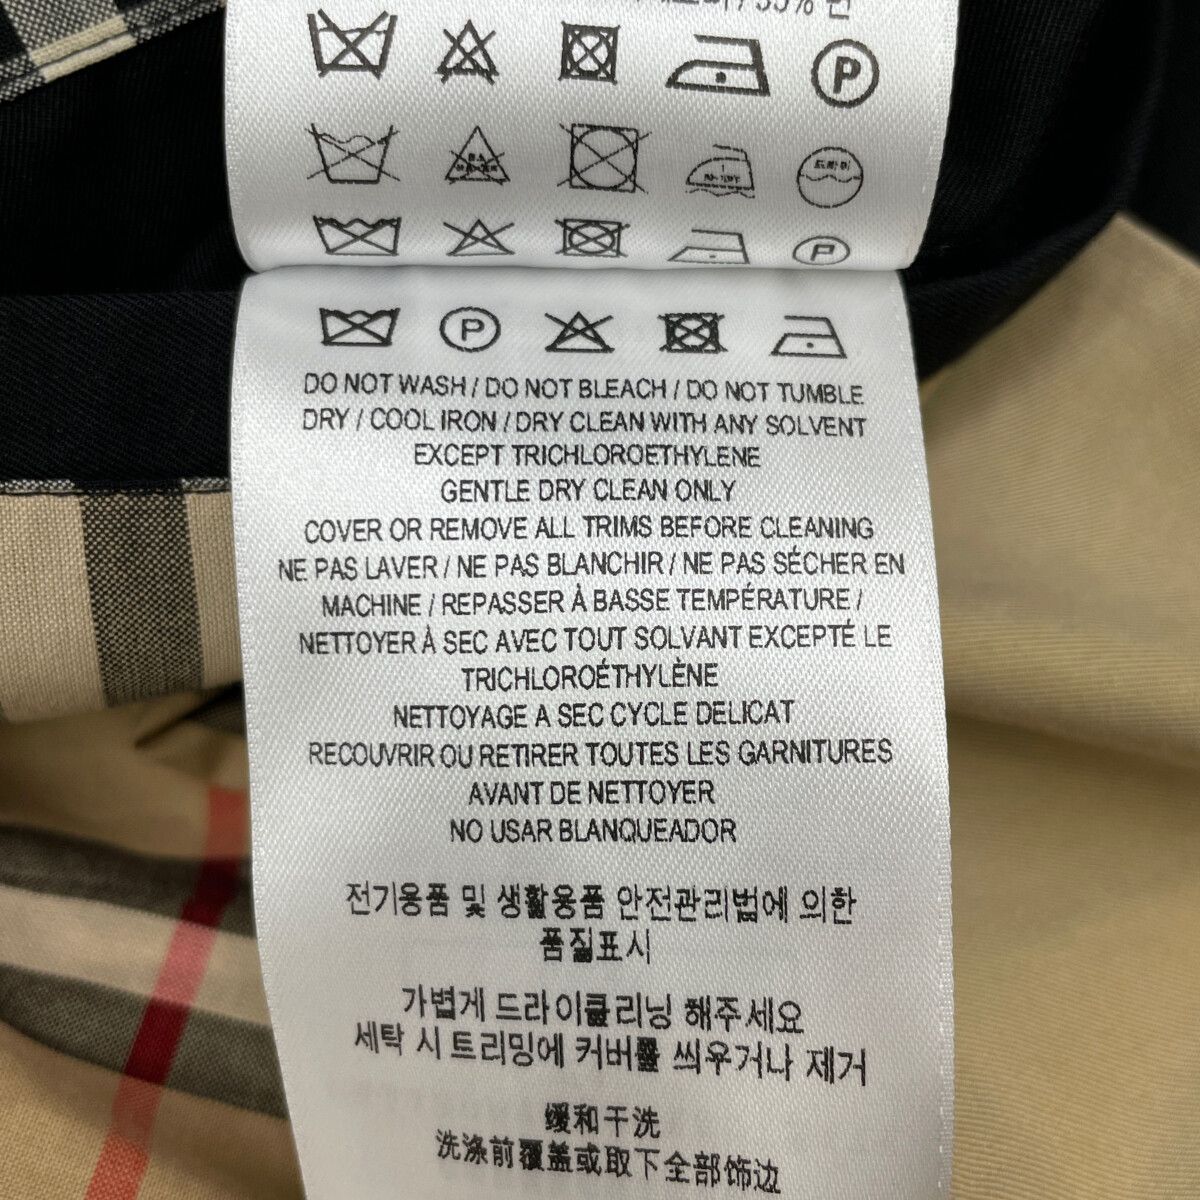 35% 면
P
드라이
P
P
DO NOT WASH / DO NOT BLEACH / DO NOT TUMBLE
DRY / COOL IRON / DRY CLEAN WITH ANY SOLVENT
EXCEPT TRICHLOROETHYLENE
GENTLE DRY CLEAN ONLY
COVER OR REMOVE ALL TRIMS BEFORE CLEANING
NE PAS LAVER / NE PAS BLANCHIR / NE PAS SÉCHER EN
MACHINE / REPASSER À BASSE TEMPÉRATURE /
NETTOYER À SEC AVEC TOUT SOLVANT EXCEPTÉ LE
TRICHLOROÉTHYLÈNE
NETTOYAGE A SEC CYCLE DELICAT
RECOUVRIR OU RETIRER TOUTES LES GARNITURES
AVANT DE NETTOYER
NO USAR BLANQUEADOR
전기용품 및 생활용품 안전관리법에 의한
품질표시
가볍게 드라이클리닝 해주세요
세탁 시 트리밍에 커버를 씌우거나 제거
缓和干洗
洗涤前覆盖或取下全部饰边